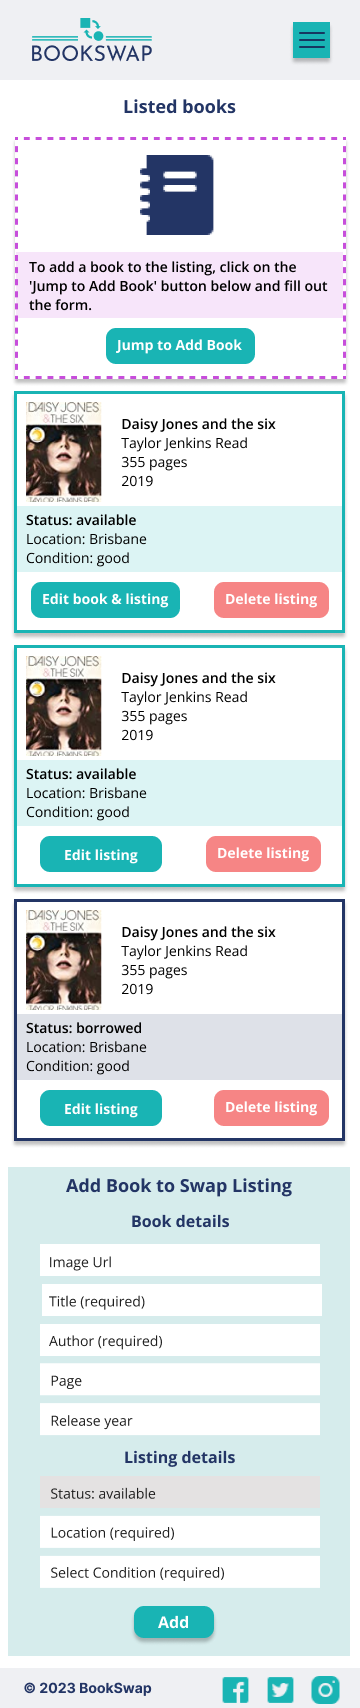 BOOKSWAP
Listed books
To add a book to the listing, click on the
'Jump to Add Book' button below and fill out
the form.
Jump to Add Book
DAISY JONES
& THE SIX
TAYLOR JENKINS REID
Daisy Jones and the six
Taylor Jenkins Read
355 pages
2019
Status: available
Location: Brisbane
Condition: good
Edit book & listing
Delete listing
DAISY JONES
& THE SIX
TAYLOR JENKINS REID
Daisy Jones and the six
Taylor Jenkins Read
355 pages
2019
Status: available
Location: Brisbane
Condition: good
Edit listing
Delete listing
DAISY JONES
& THE SIX
TAYLOR JENKINS REID
Daisy Jones and the six
Taylor Jenkins Read
355 pages
2019
Status: borrowed
Location: Brisbane
Condition: good
Edit listing
Delete listing
Add Book to Swap Listing
Book details
Image Url
Title (required)
Author (required)
Page
Release year
Listing details
Status: available
Location (required)
Select Condition (required)
Add
© 2023 BookSwap